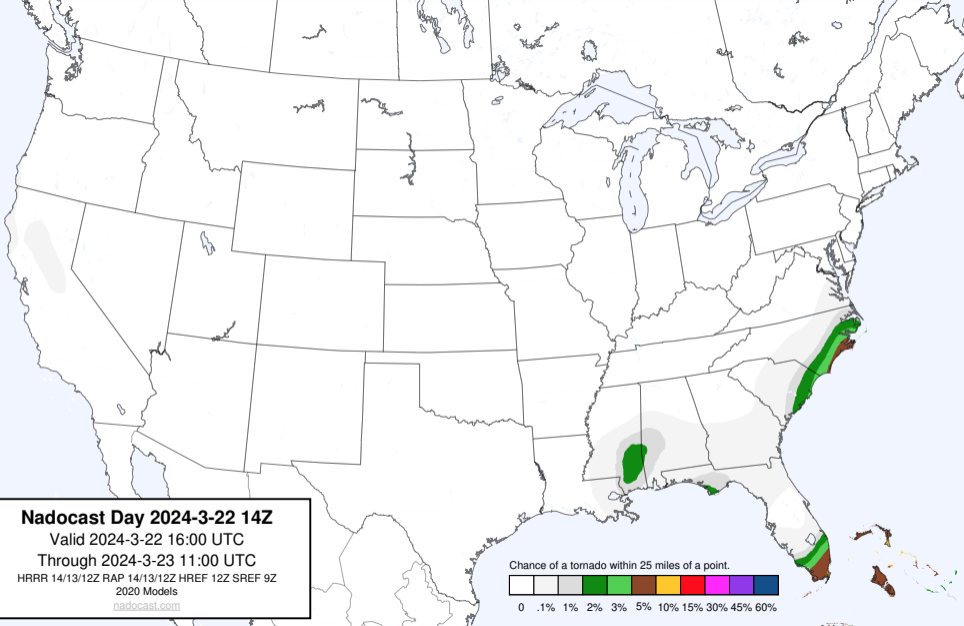 Nadocast Day 2024-3-22 14Z
Valid 2024-3-22 16:00 UTC
Through 2024-3-23 11:00 UTC
HRRR 14/13/12Z RAP 14/13/12Z HREF 12Z SREF 9Z
2020 Models
nadocast.com
Chance of a tornado within 25 miles of a point.
0 .1% 1% 2% 3% 5% 10% 15% 30% 45% 60%